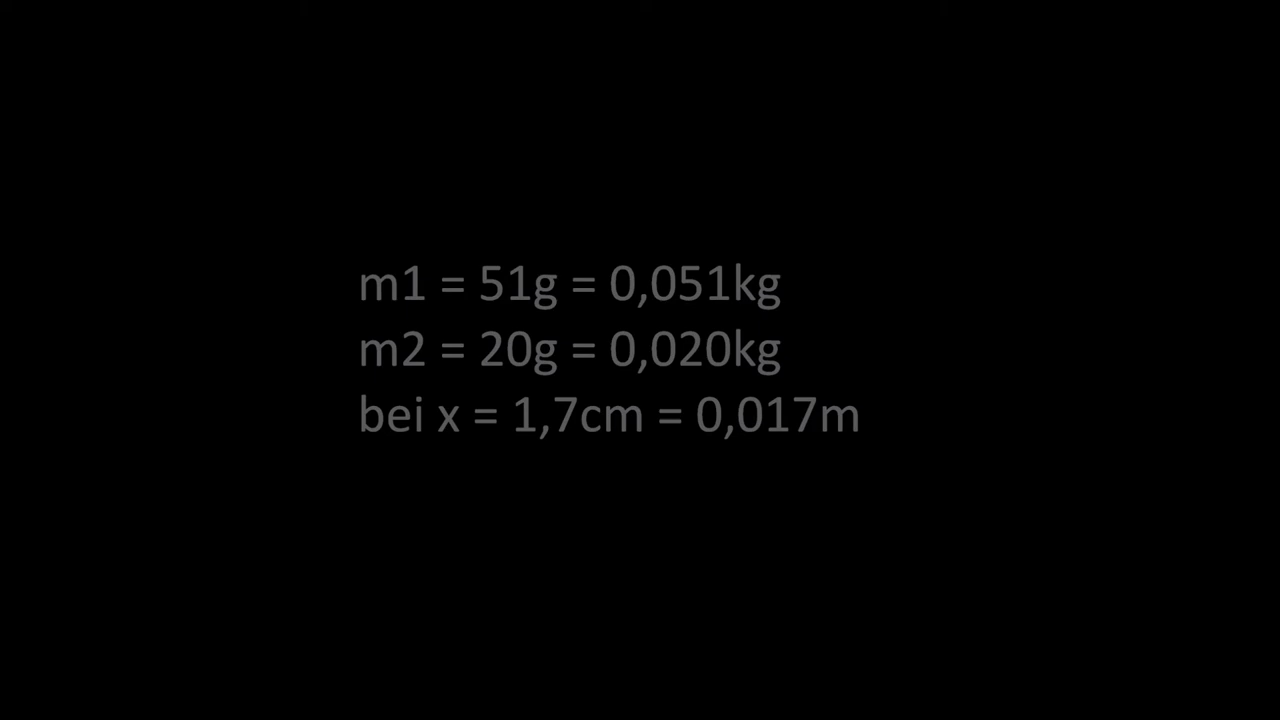 m1 = 51g = 0,051kg
m2 = 20g = 0,020kg
bei x = 1,7cm = 0,017m